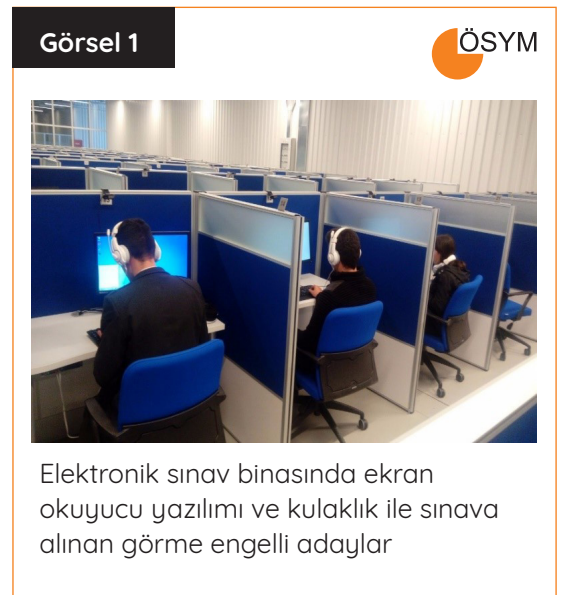 Görsel 1
ÖSYM
Elektronik sınav binasında ekran
okuyucu yazılımı ve kulaklık ile sınava
alınan görme engelli adaylar